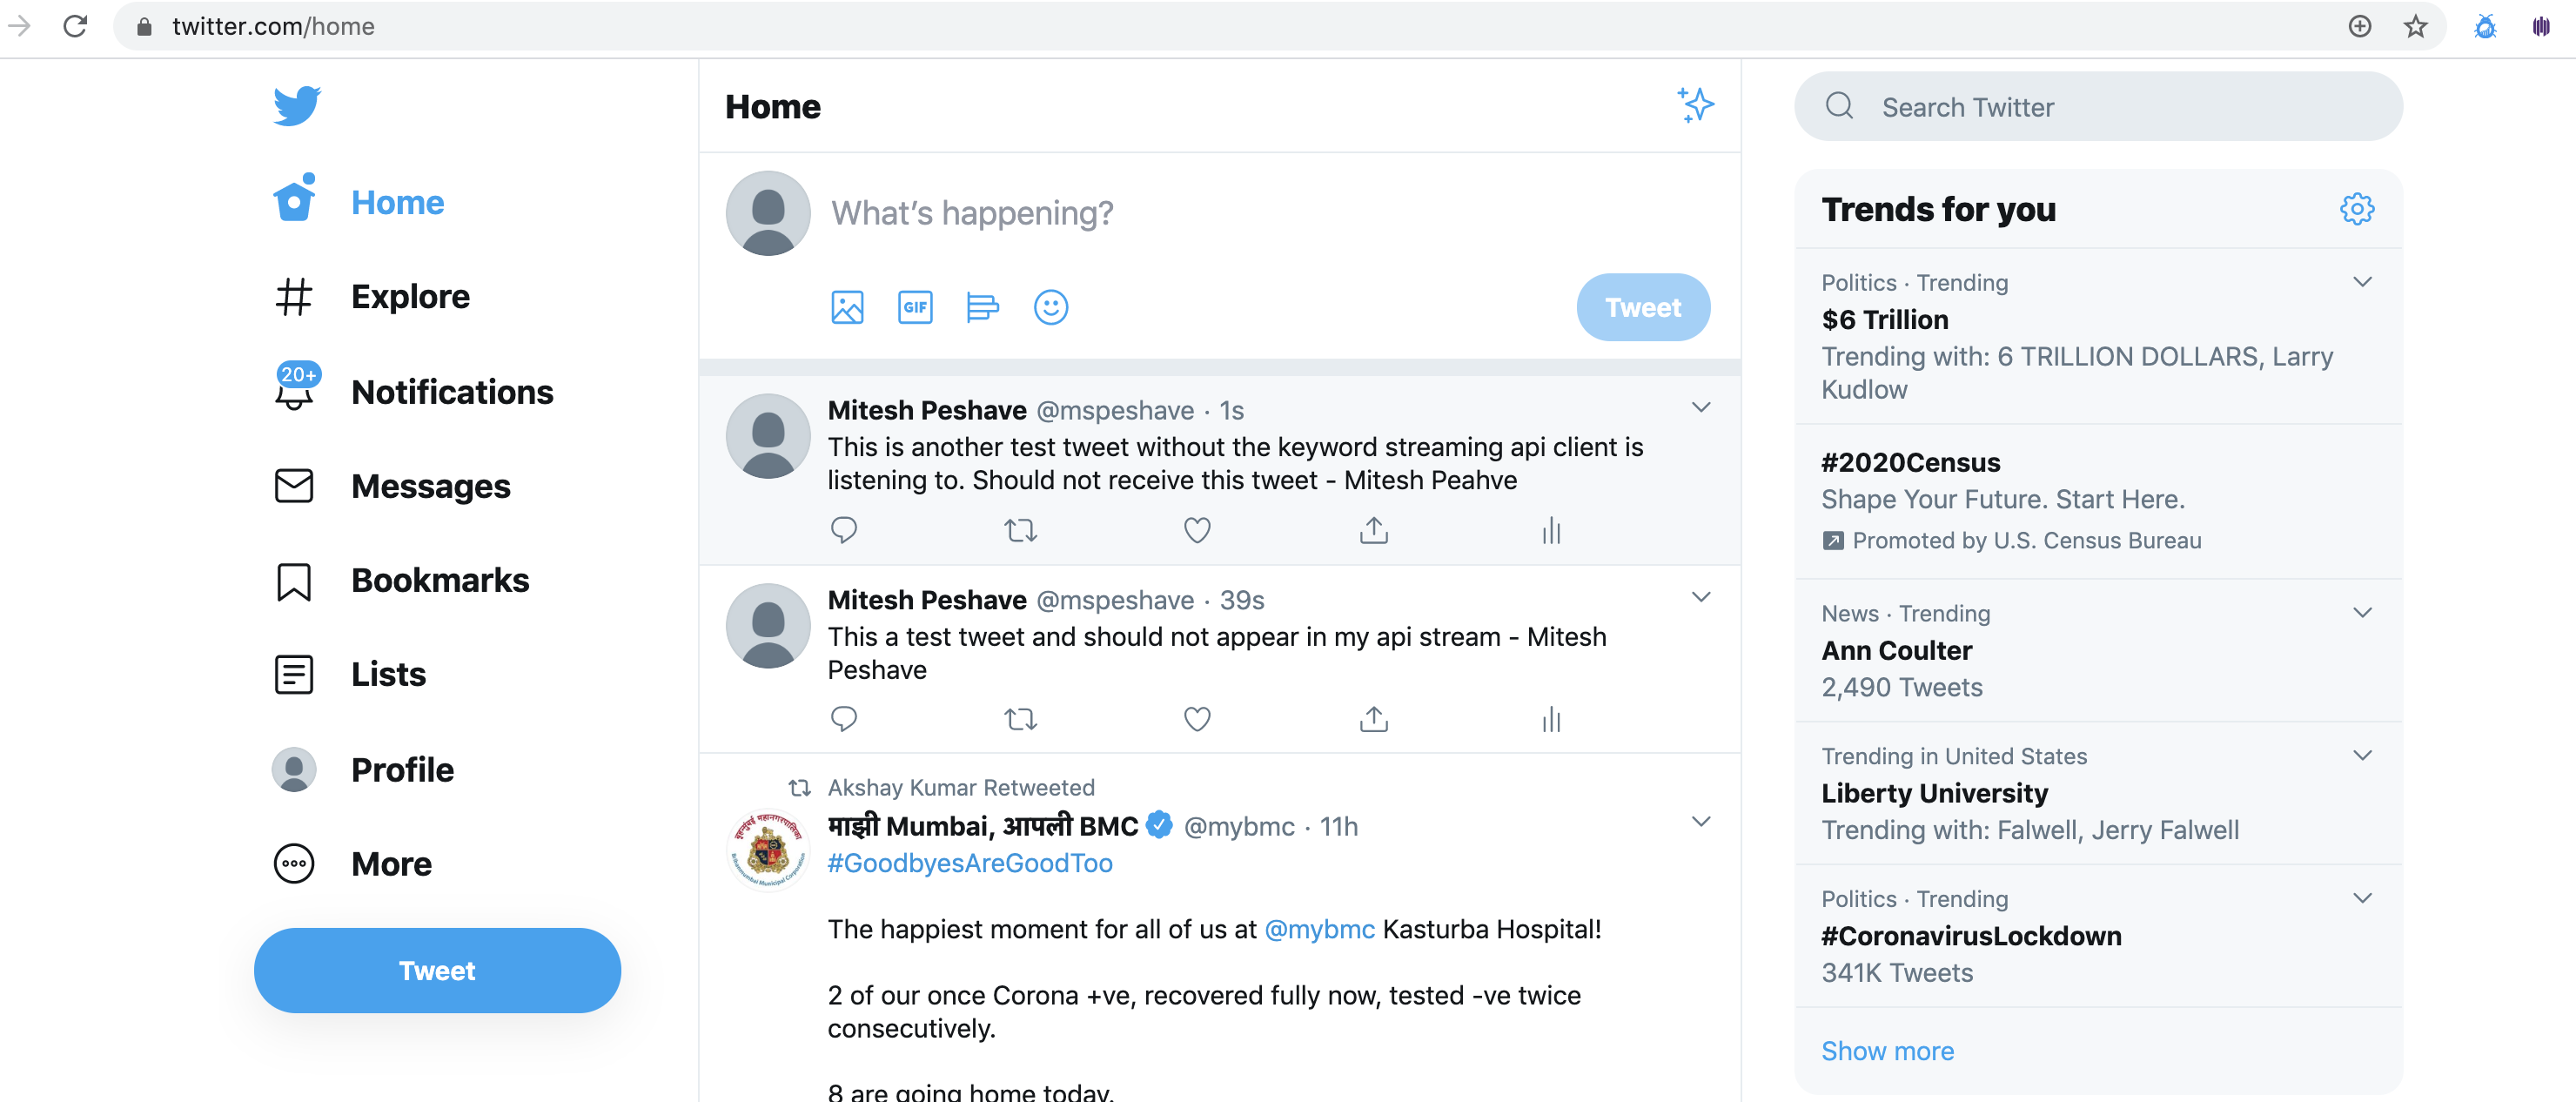 twitter.com/home
Home
Explore
20+
Notifications
Messages
Bookmarks
Lists
Profile
More
Tweet
Home
What's happening?
GIF
Tweet
Mitesh Peshave @mspeshave · 1s
This is another test tweet without the keyword streaming api client is
listening to. Should not receive this tweet - Mitesh Peahve
Mitesh Peshave @mspeshave · 39s
This a test tweet and should not appear in my api stream - Mitesh
Peshave
Akshay Kumar Retweeted
माझी Mumbai, आपली BMC @mybmc · 11h
#GoodbyesAreGoodToo
The happiest moment for all of us at @mybmc Kasturba Hospital!
2 of our once Corona +ve, recovered fully now, tested -ve twice
consecutively.
8 are going home today.
Search Twitter
Trends for you
Politics · Trending
$6 Trillion
Trending with: 6 TRILLION DOLLARS, Larry
Kudlow
#2020Census
Shape Your Future. Start Here.
Promoted by U.S. Census Bureau
News · Trending
Ann Coulter
2,490 Tweets
Trending in United States
Liberty University
Trending with: Falwell, Jerry Falwell
Politics · Trending
#CoronavirusLockdown
341K Tweets
Show more